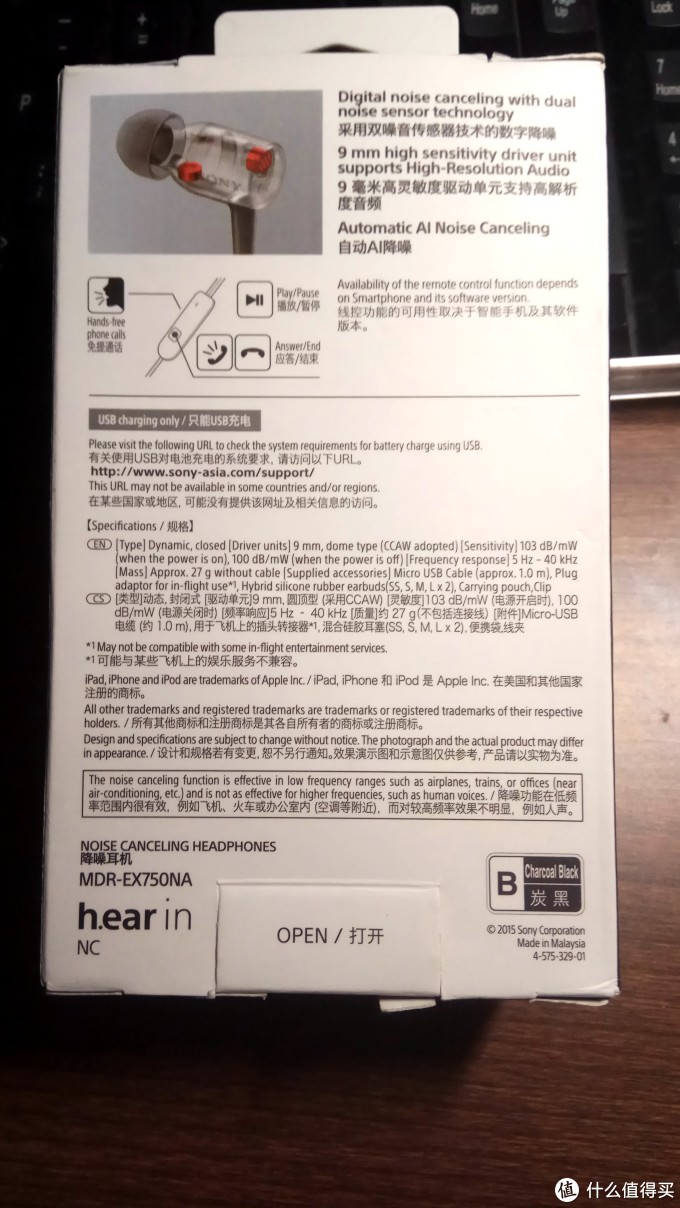 Home
Page
Up
Lock
7
Home
4
P
SONY
Digital noise canceling with dual
noise sensor technology
采用双噪音传感器技术的数字降噪
9 mm high sensitivity driver unit
supports High-Resolution Audio
9 毫米高灵敏度驱动单元支持高解析
度音频
Automatic AI Noise Canceling
自动AI降噪
Hands-free
phone calls
免提通话
Play/Pause
播放/暂停
Answer/End
应答/结束
Availability of the remote control function depends
on Smartphone and its software version.
线控功能的可用性取决于智能手机及其软件
版本。
USB charging only / 只能USB充电
Please visit the following URL to check the system requirements for battery charge using USB.
有关使用USB对电池充电的系统要求, 请访问以下URL。
http://www.sony-asia.com/support/
This URL may not be available in some countries and/or regions.
在某些国家或地区, 可能没有提供该网址及相关信息的访问。
【Specifications / 规格】
EN [Type] Dynamic, closed [Driver units] 9 mm, dome type (CCAW adopted) [Sensitivity] 103 dB/mW
(when the power is on), 100 dB/mW (when the power is off) [Frequency response] 5 Hz – 40 kHz
[Mass] Approx. 27 g without cable [Supplied accessories] Micro USB Cable (approx. 1.0 m), Plug
adaptor for in-flight use*1, Hybrid silicone rubber earbuds(SS, S, M, L x 2), Carrying pouch,Clip
CS [类型]动态, 封闭式 [驱动单元]9 mm, 圆顶型 (采用CCAW) [灵敏度]103 dB/mW (电源开启时), 100
dB/mW (电源关闭时) [频率响应]5 Hz - 40 kHz [质量]约 27 g(不包括连接线) [附件]Micro-USB
电缆 (约 1.0 m), 用于飞机上的插头转接器*1, 混合硅胶耳塞(SS, S, M, L x 2), 便携袋,线夹
*1 May not be compatible with some in-flight entertainment services.
*1 可能与某些飞机上的娱乐服务不兼容。
iPad, iPhone and iPod are trademarks of Apple Inc. / iPad, iPhone 和 iPod 是 Apple Inc. 在美国和其他国家
注册的商标。
All other trademarks and registered trademarks are trademarks or registered trademarks of their respective
holders. / 所有其他商标和注册商标是其各自所有者的商标或注册商标。
Design and specifications are subject to change without notice. The photograph and the actual product may differ
in appearance. / 设计和规格若有变更, 恕不另行通知。效果演示图和示意图仅供参考, 产品请以实物为准。
The noise canceling function is effective in low frequency ranges such as airplanes, trains, or offices (near
air-conditioning, etc.) and is not as effective for higher frequencies, such as human voices. / 降噪功能在低频
率范围内很有效, 例如飞机、火车或办公室内 (空调等附近), 而对较高频率效果不明显, 例如人声。
NOISE CANCELING HEADPHONES
降噪耳机
MDR-EX750NA
h.ear in
NC
OPEN / 打开
B
Charcoal Black
炭 黑
© 2015 Sony Corporation
Made in Malaysia
4-575-329-01
值 什么值得买